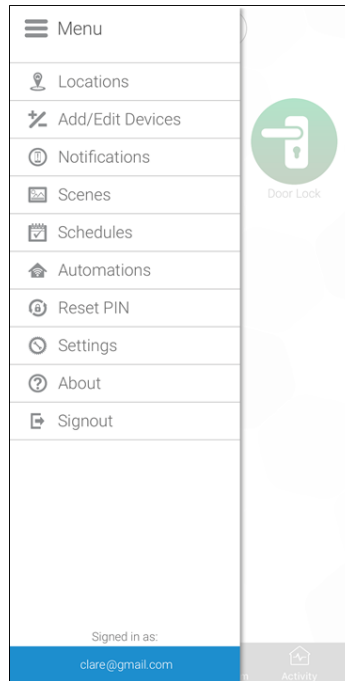 Menu
Locations
Add/Edit Devices
Notifications
Scenes
Schedules
Automations
Reset PIN
Settings
About
Signout
Door Lock
Signed in as:
clare@gmail.com
Activity